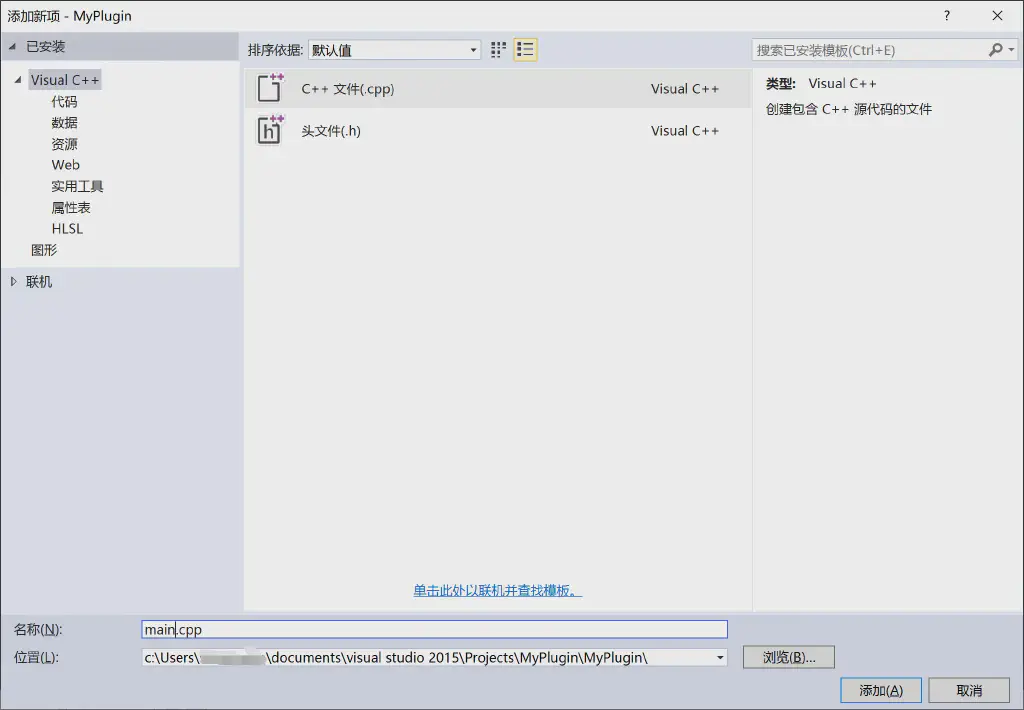 添加新项 - MyPlugin
?
已安装
排序依据: 默认值
搜索已安装模板(Ctrl+E)
Visual C++
代码
数据
资源
Web
实用工具
属性表
HLSL
图形
联机
C++ 文件(.cpp) Visual C++
头文件(.h) Visual C++
类型: Visual C++
创建包含 C++ 源代码的文件
单击此处以联机并查找模板。
名称(N): main.cpp
位置(L): c:\Users\ \documents\visual studio 2015\Projects\MyPlugin\MyPlugin\
浏览(B)...
添加(A) 取消